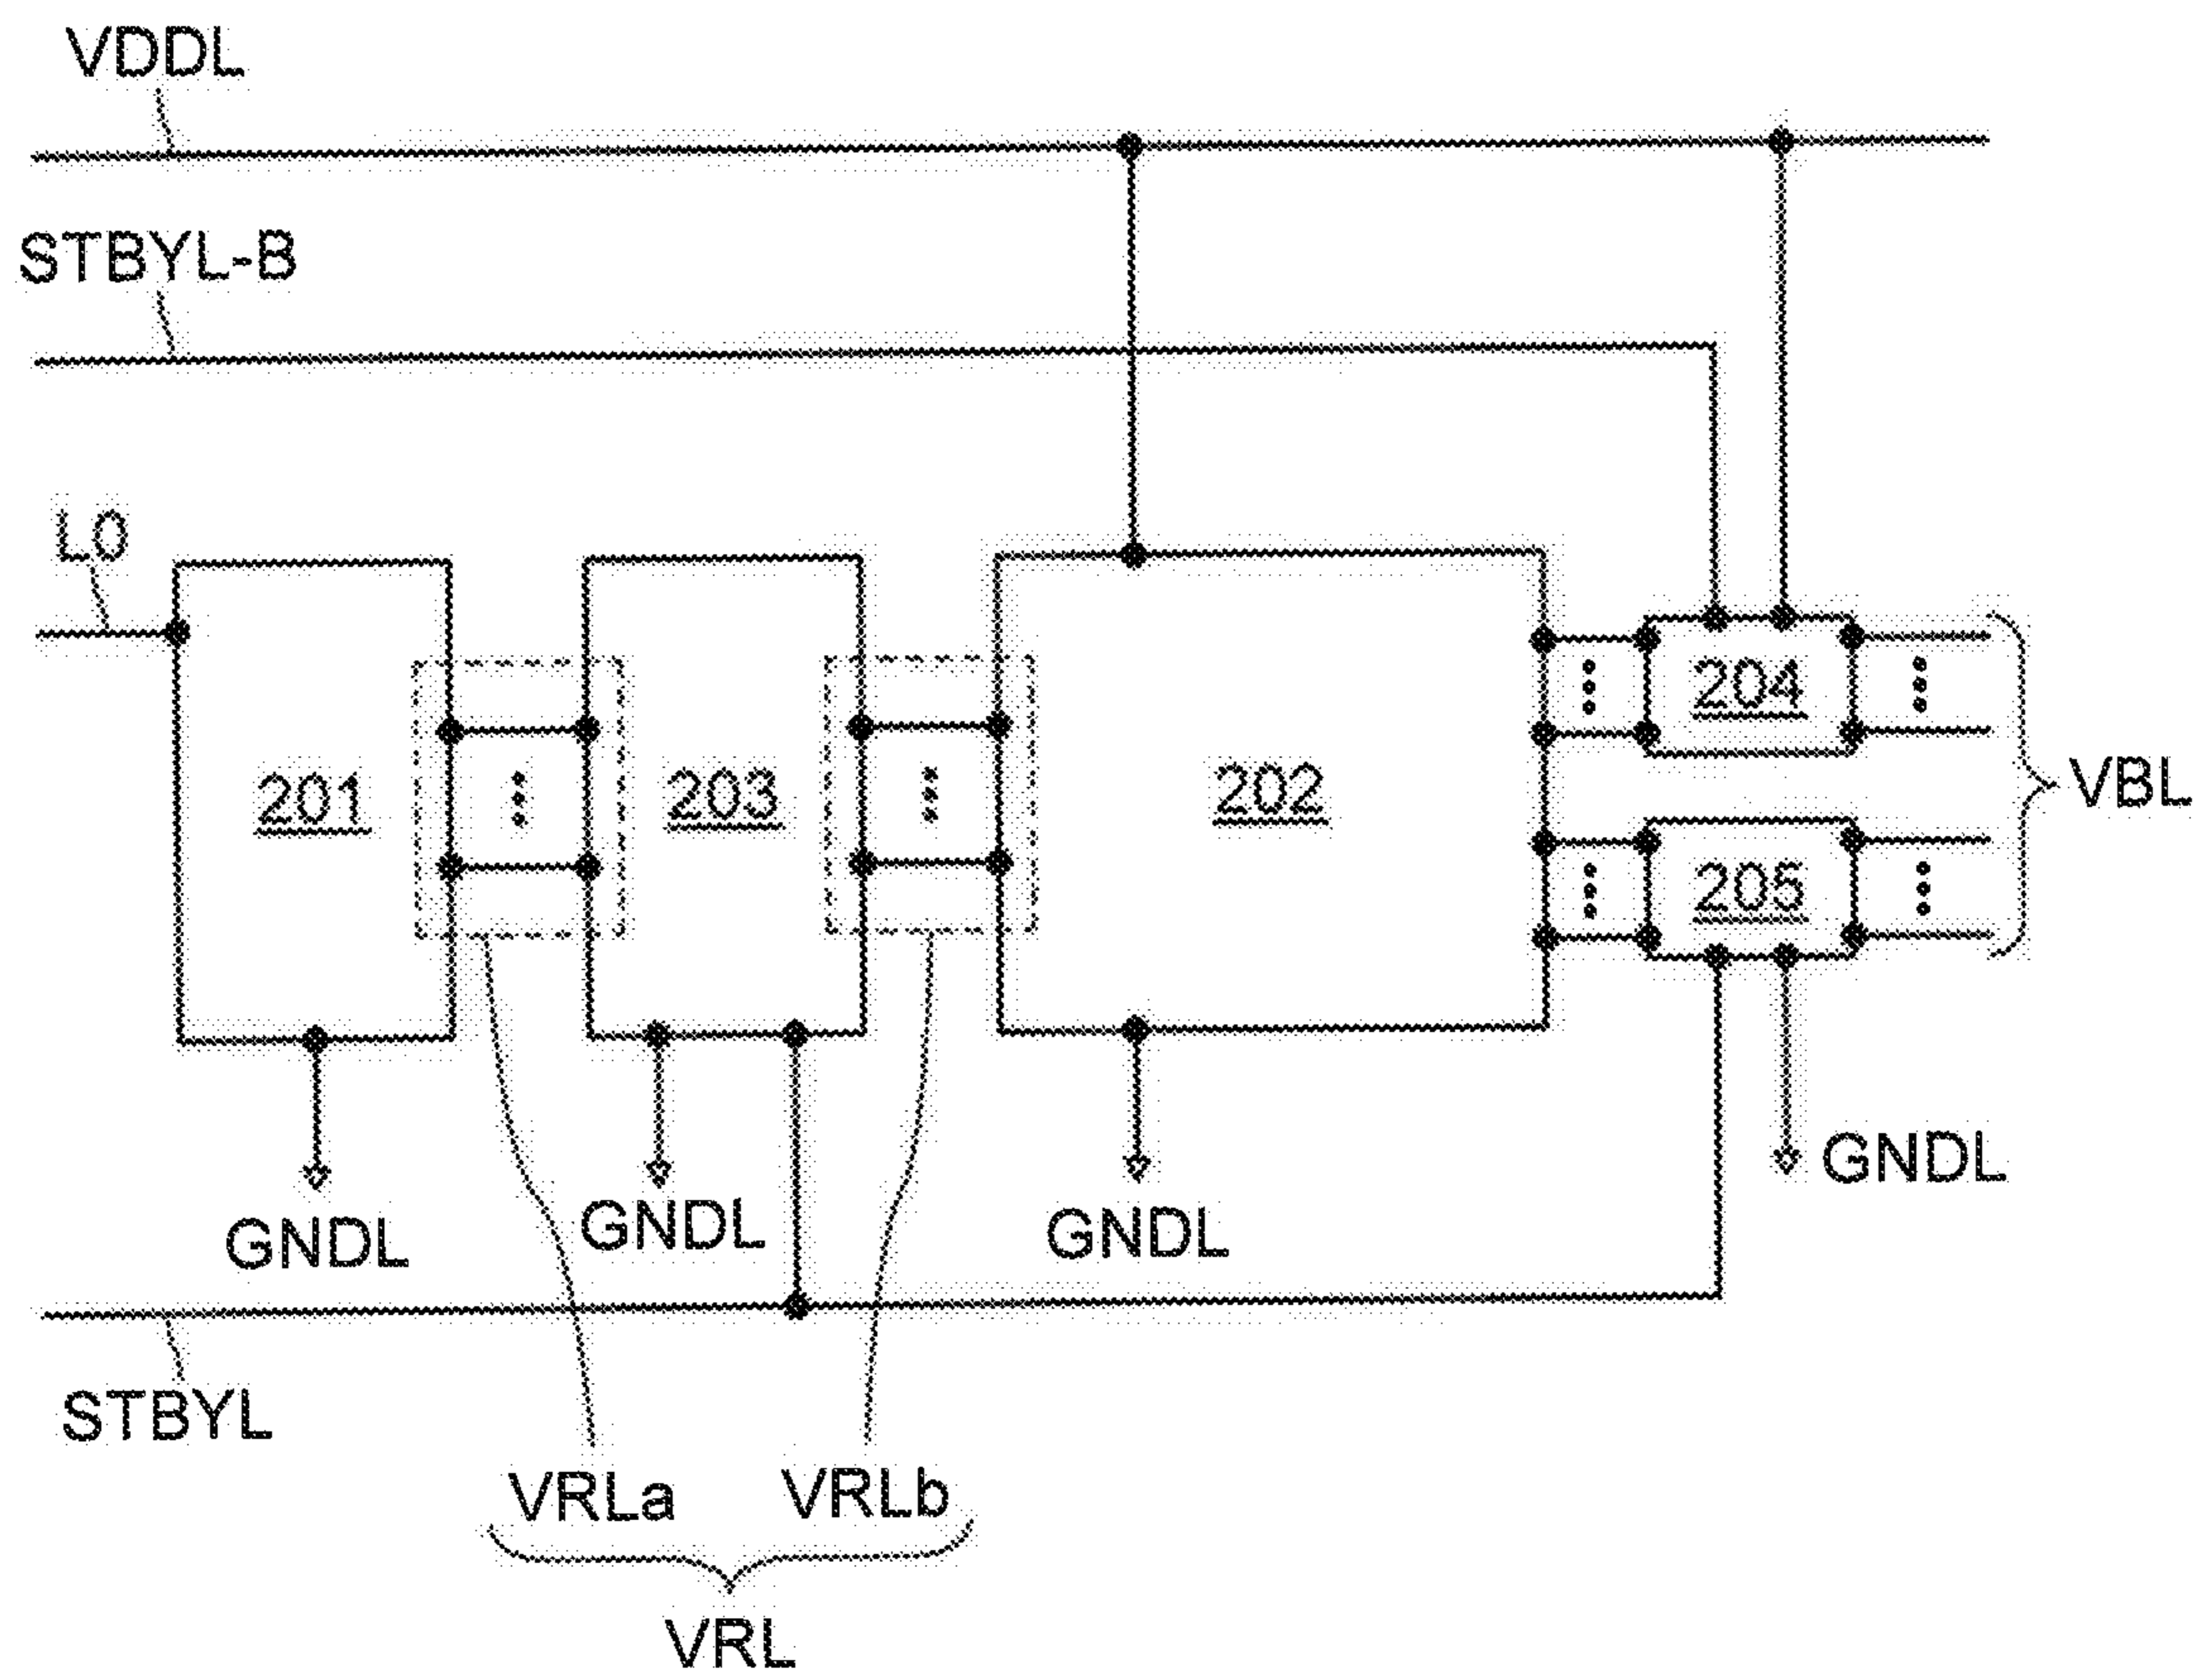 VDDL
STBYL-B
L0
201
203
202
204
205
VBL
GNDL
GNDL
GNDL
GNDL
STBYL
VRLa
VRLb
VRL